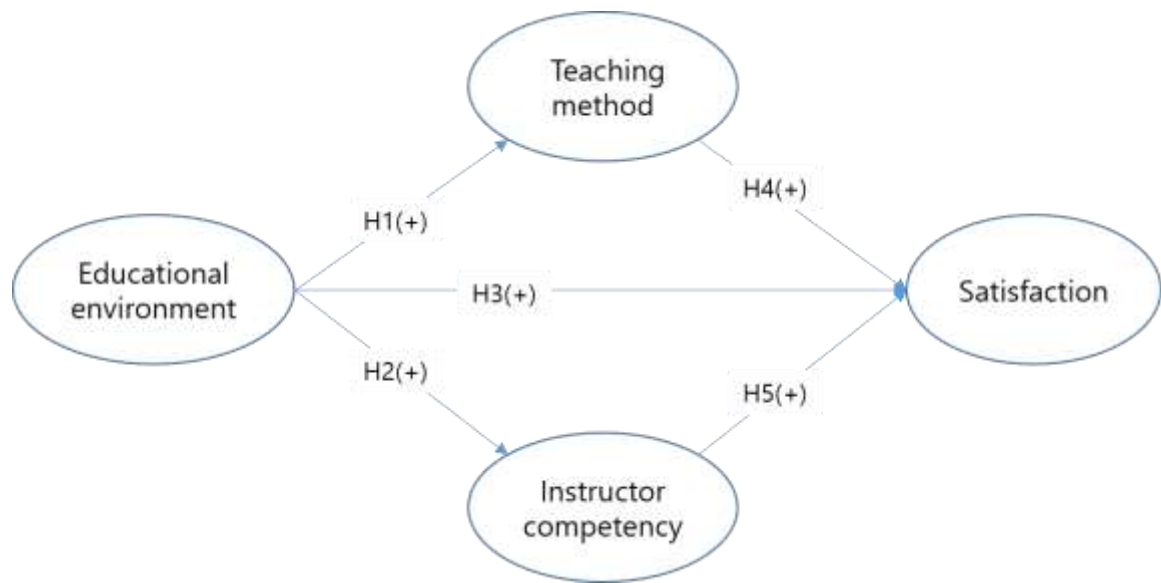 Teaching
method
H4(+)
H1(+)
Educational
environment
H3(+)
Satisfaction
H2(+)
H5(+)
Instructor
competency